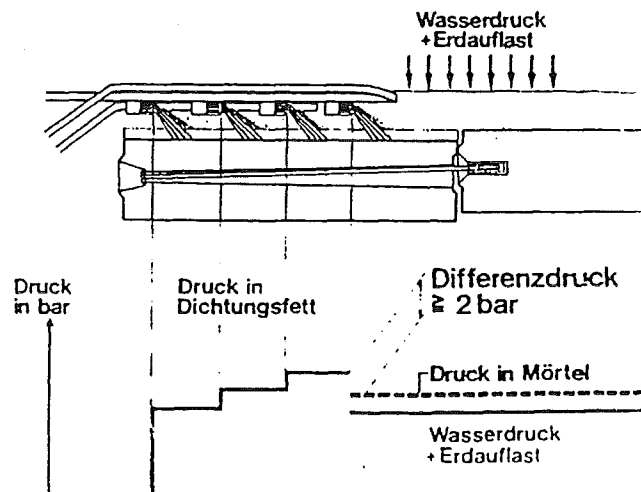 Wasserdruck
+Erdauflast
Druck
in bar
Druck in
Dichtungsfett
Differenzdruck
≧ 2 bar
Druck in Mörtel
Wasserdruck
+Erdauflast